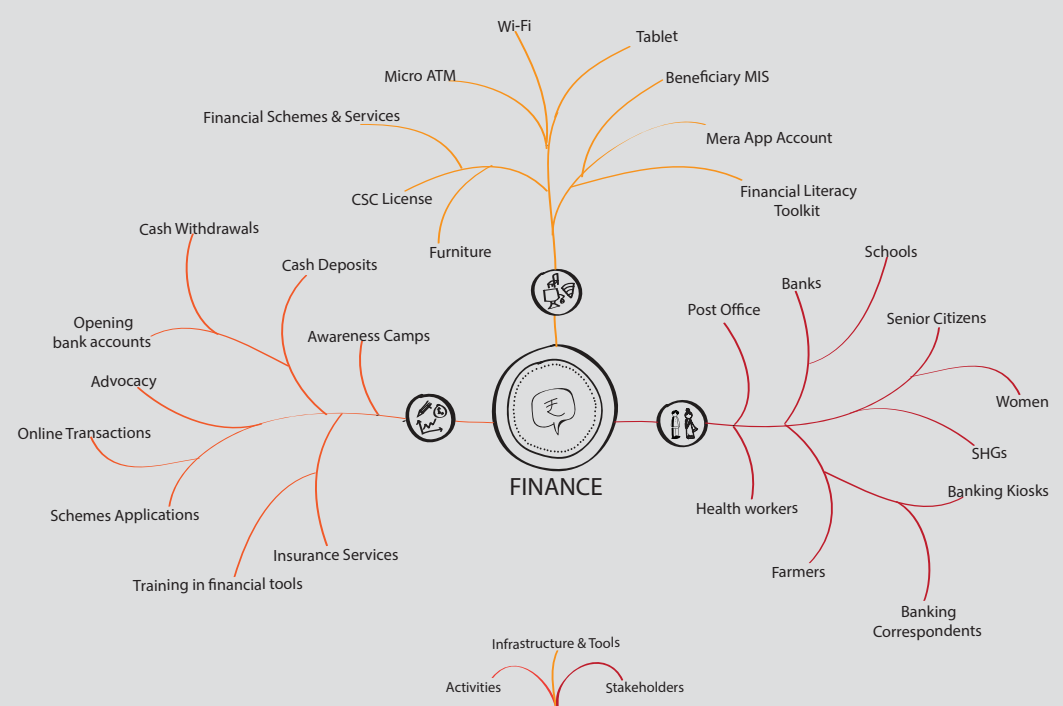 Wi-Fi
Tablet
Micro ATM
Beneficiary MIS
Financial Schemes & Services
Mera App Account
CSC License
Financial Literacy
Toolkit
Furniture
Cash Withdrawals
Cash Deposits
Opening
bank accounts
Awareness Camps
Advocacy
Online Transactions
Schemes Applications
Insurance Services
Training in financial tools
₹
FINANCE
Schools
Banks
Post Office
Senior Citizens
Women
SHGs
Banking Kiosks
Health workers
Farmers
Banking
Correspondents
Infrastructure & Tools
Activities
Stakeholders